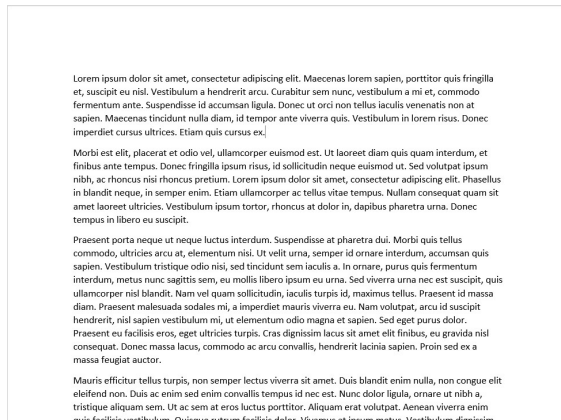 Lorem ipsum dolor sit amet, consectetur adipiscing elit. Maecenas lorem sapien, porttitor quis fringilla
et, suscipit eu nisl. Vestibulum a hendrerit arcu. Curabitur sem nunc, vestibulum a mi et, commodo
fermentum ante. Suspendisse id accumsan ligula. Donec ut orci non tellus iaculis venenatis non at
sapien. Maecenas tincidunt nulla diam, id tempor ante viverra quis. Vestibulum in lorem risus. Donec
imperdiet cursus ultrices. Etiam quis cursus ex.
Morbi est elit, placerat et odio vel, ullamcorper euismod est. Ut laoreet diam quis quam interdum, et
finibus ante tempus. Donec fringilla ipsum risus, id sollicitudin neque euismod ut. Sed volutpat ipsum
nibh, ac rhoncus nisi rhoncus pretium. Lorem ipsum dolor sit amet, consectetur adipiscing elit. Phasellus
in blandit neque, in semper enim. Etiam ullamcorper ac tellus vitae tempus. Nullam consequat quam sit
amet laoreet ultricies. Vestibulum ipsum tortor, rhoncus at dolor in, dapibus pharetra urna. Donec
tempus in libero eu suscipit.
Praesent porta neque ut neque luctus interdum. Suspendisse at pharetra dui. Morbi quis tellus
commodo, ultricies arcu at, elementum nisi. Ut velit urna, semper id ornare interdum, accumsan quis
sapien. Vestibulum tristique odio nisi, sed tincidunt sem iaculis a. In ornare, purus quis fermentum
interdum, metus nunc sagittis sem, eu mollis libero ipsum eu urna. Sed viverra urna nec est suscipit, quis
ullamcorper nisl blandit. Nam vel quam sollicitudin, iaculis turpis id, maximus tellus. Praesent id massa
diam. Praesent malesuada sodales mi, a imperdiet mauris viverra eu. Nam volutpat, arcu id suscipit
hendrerit, nisl sapien vestibulum mi, ut elementum odio magna et sapien. Sed eget purus dolor.
Praesent eu facilisis eros, eget ultricies turpis. Cras dignissim lacus sit amet elit finibus, eu gravida nisl
consequat. Donec massa lacus, commodo ac arcu convallis, hendrerit lacinia sapien. Proin sed ex a
massa feugiat auctor.
Mauris efficitur tellus turpis, non semper lectus viverra sit amet. Duis blandit enim nulla, non congue elit
eleifend non. Duis ac enim sed enim convallis tempus id nec est. Nunc dolor ligula, ornare ut nibh a,
tristique aliquam sem. Ut ac sem at eros luctus porttitor. Aliquam erat volutpat. Aenean viverra enim